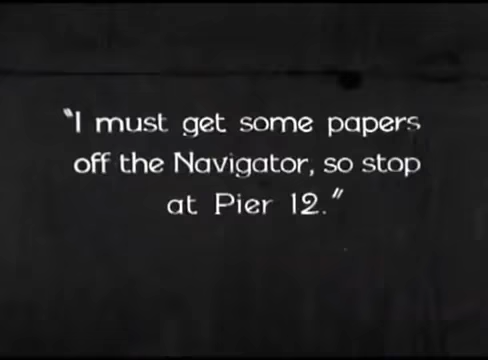 "I must get some papers
off the Navigator, so stop
at Pier 12."